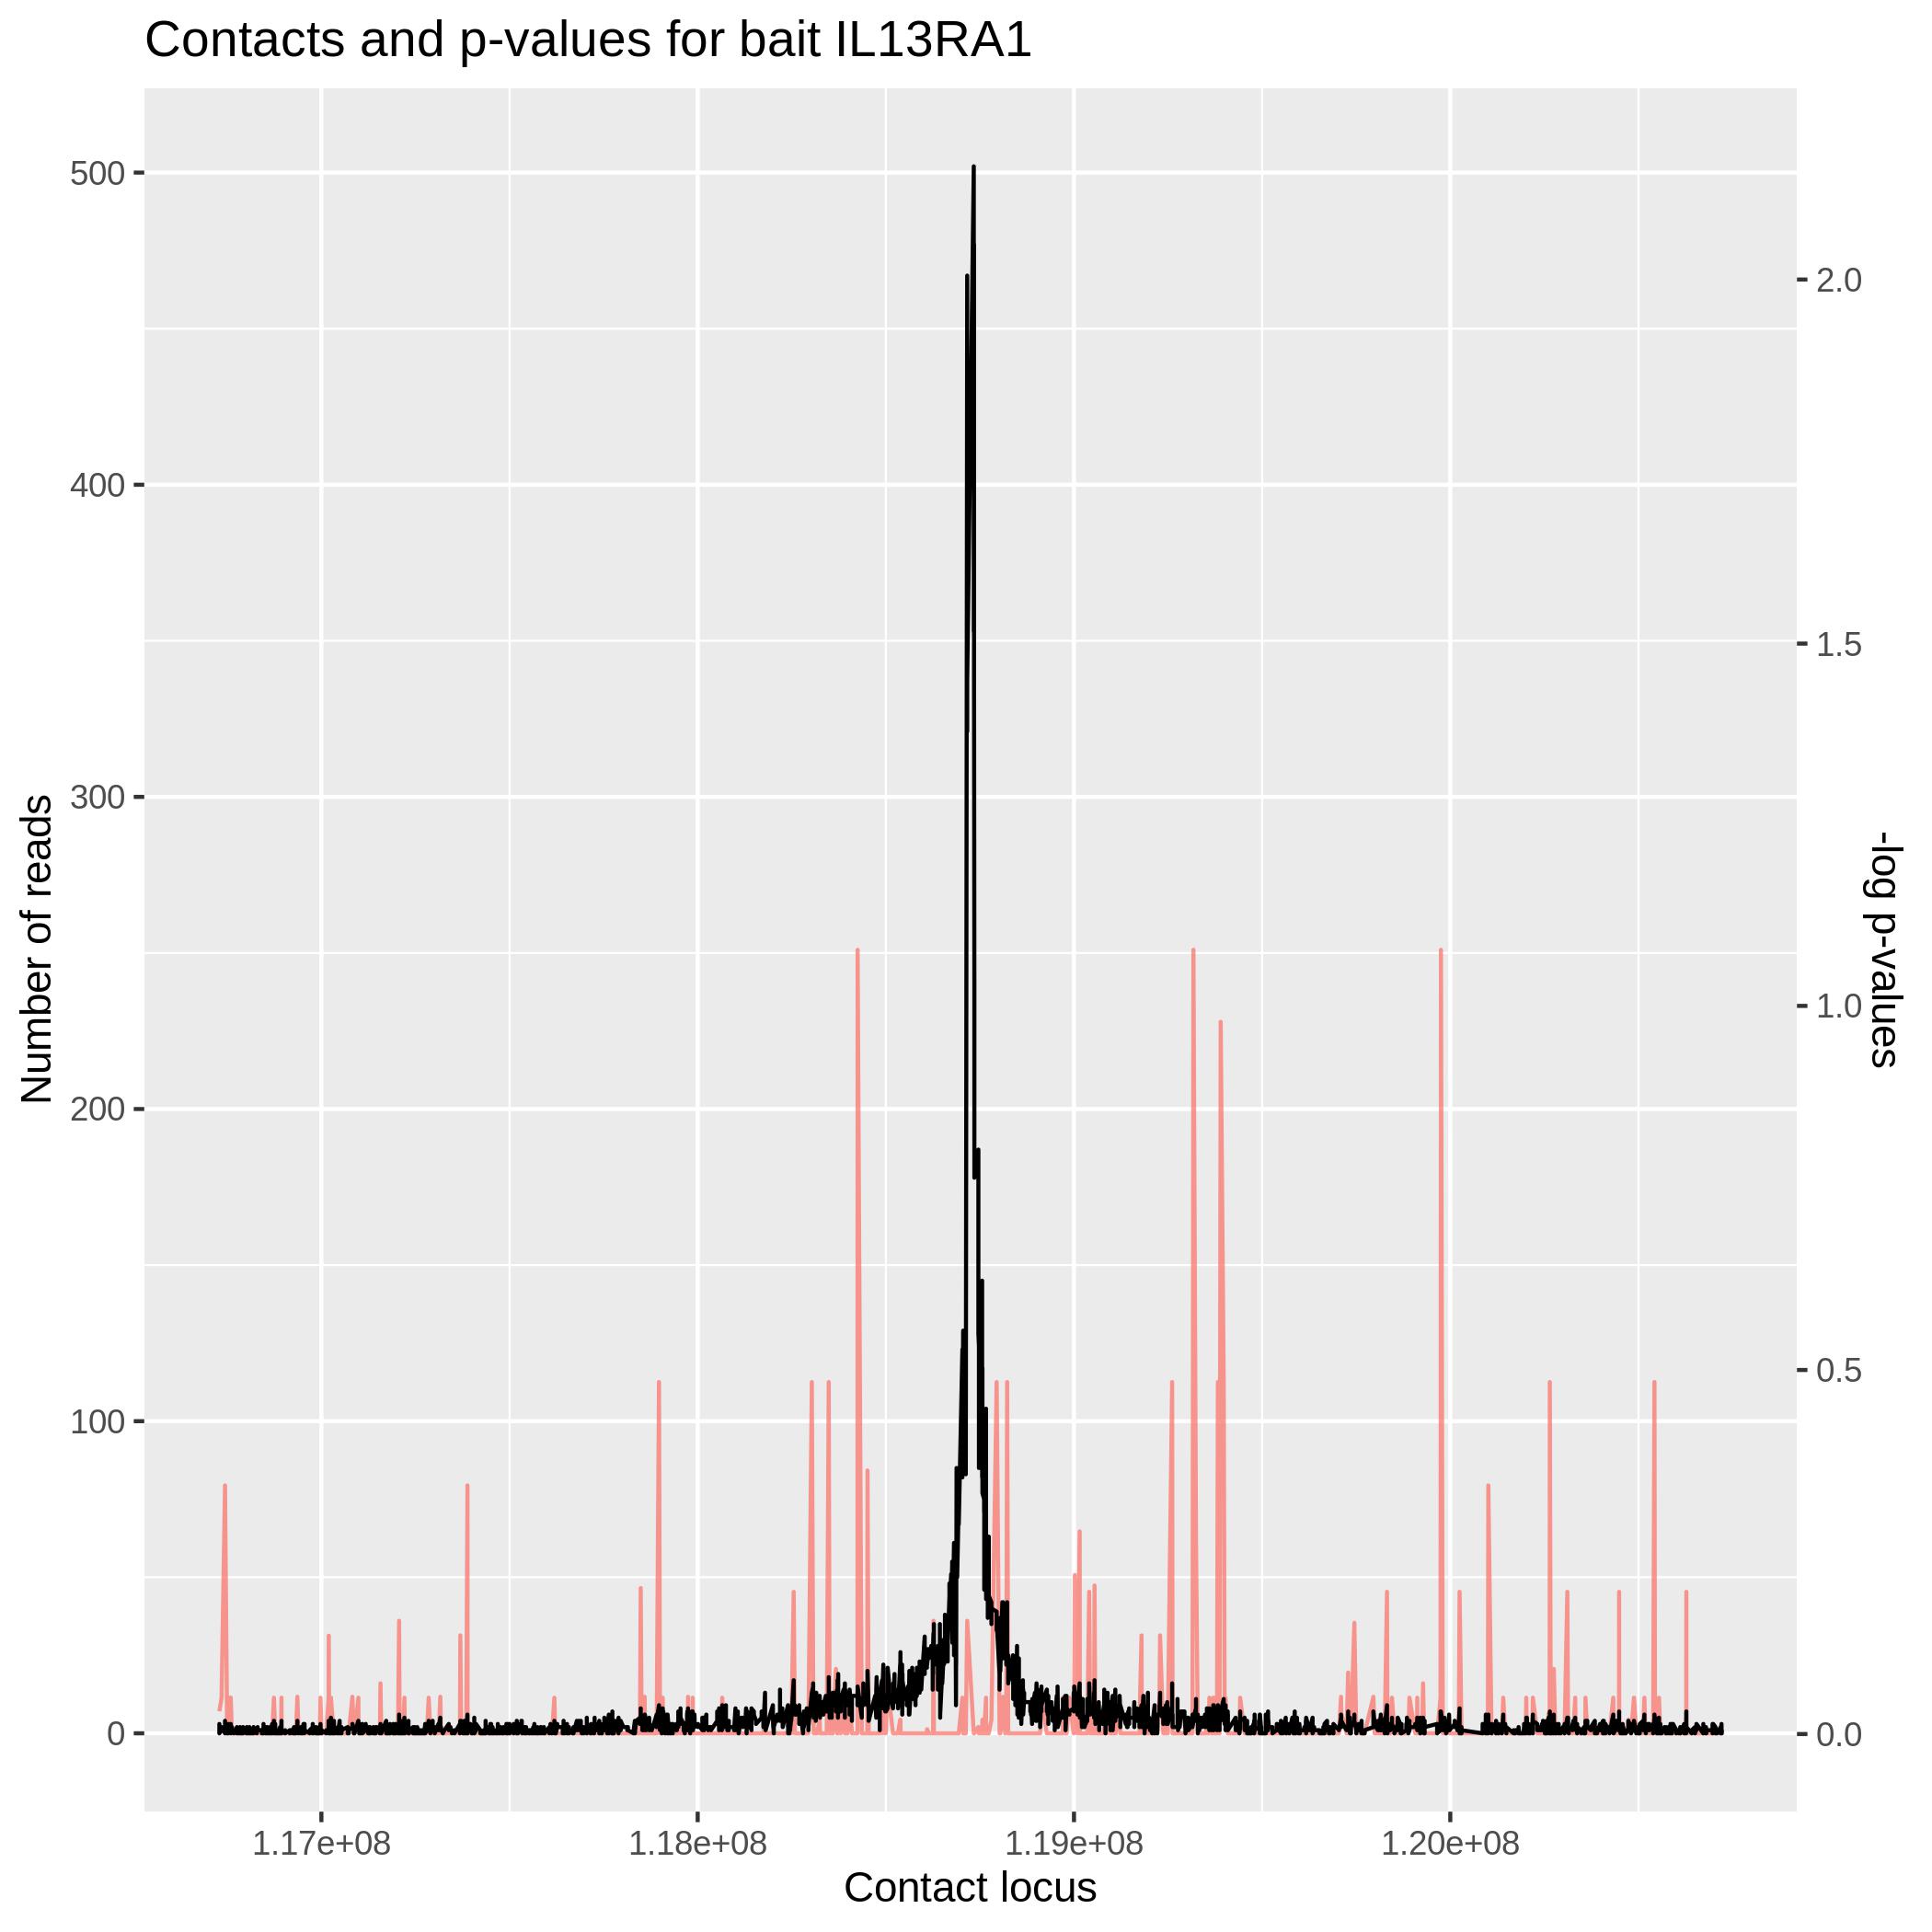 Contacts and p-values for bait IL13RA1
500
400
300
200
100
0
Number of reads
2.0
1.5
1.0
0.5
0.0
-log p-values
1.17e+08
1.18e+08
1.19e+08
1.20e+08
Contact locus